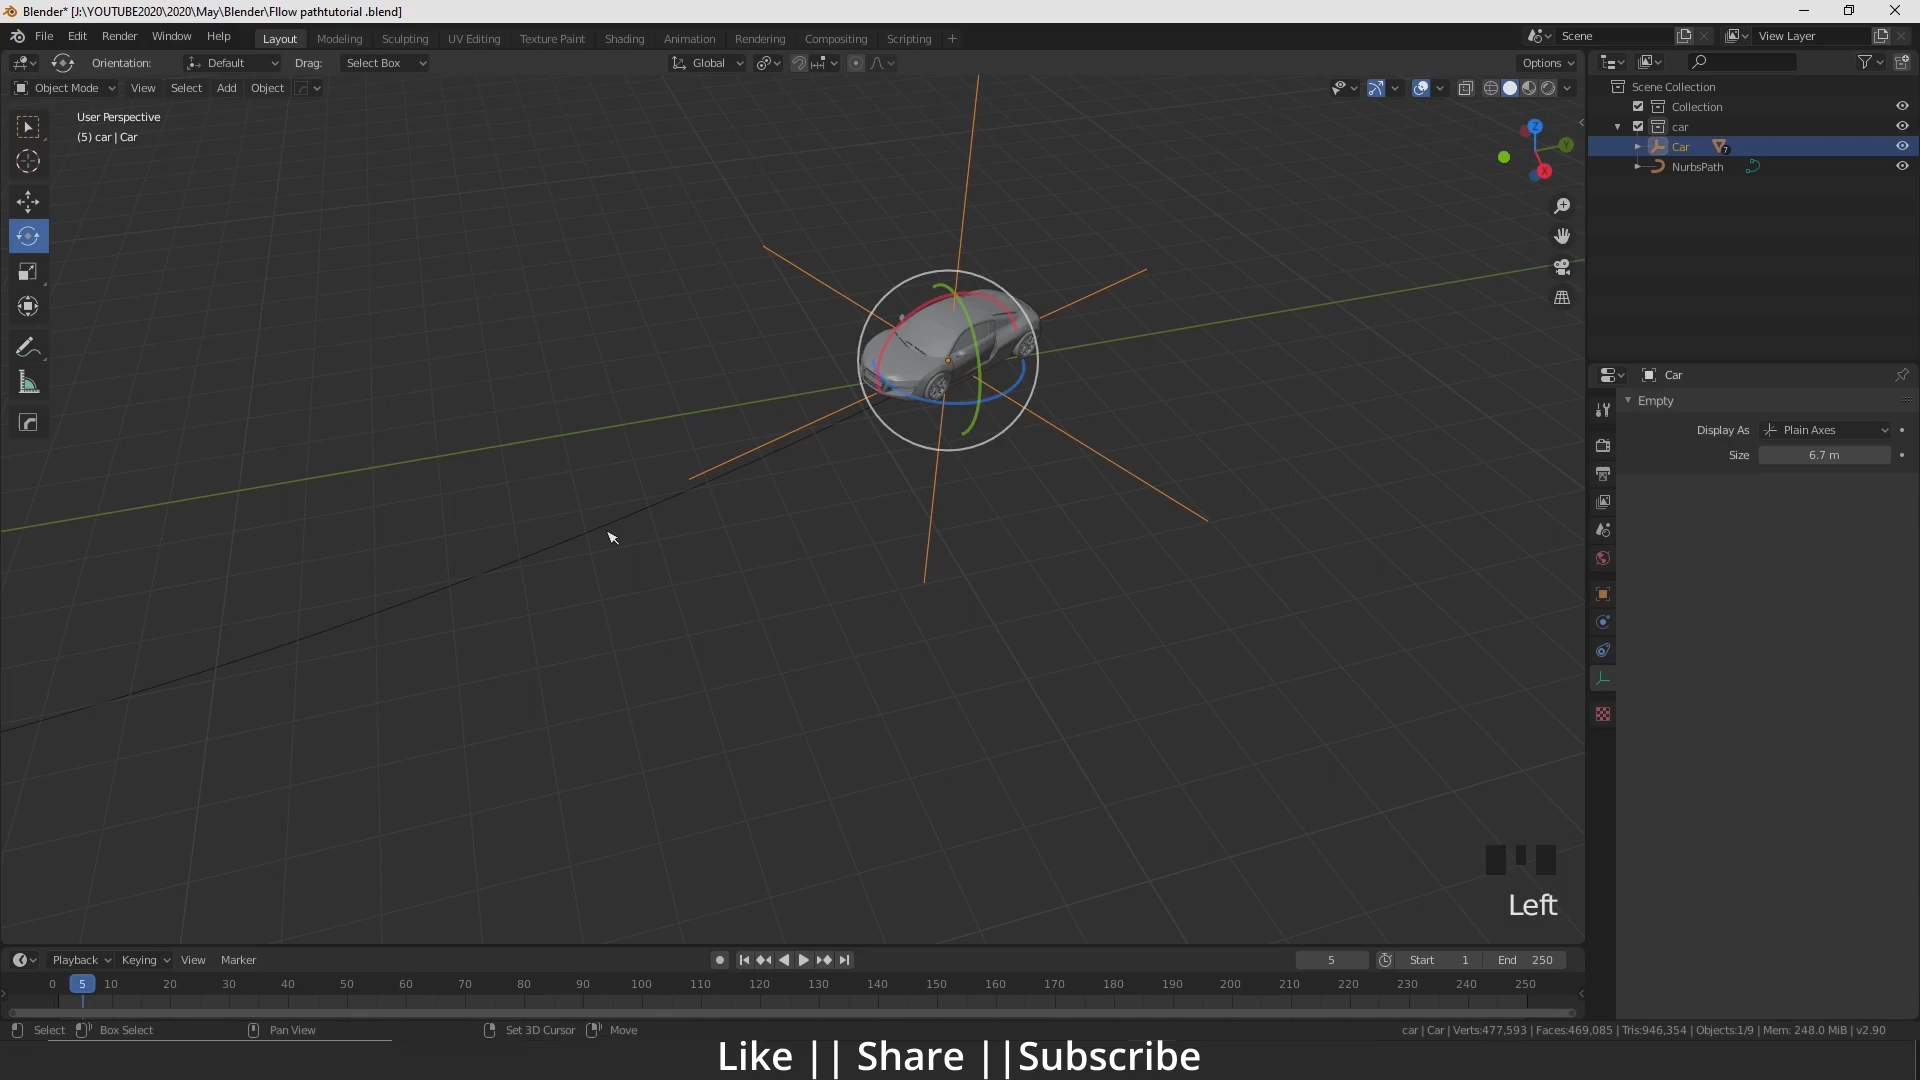 Blender* [J:\YOUTUBE2020\2020\May\Blender\Fllow pathtutorial .blend]
File Edit Render Window Help Layout Modeling Sculpting UV Editing Texture Paint Shading Animation Rendering Compositing Scripting + Scene View Layer
Orientation: Default Drag: Select Box Global Options
Object Mode View Select Add Object
User Perspective
(5) car | Car
Z
Y
X
Scene Collection
Collection
car
Car 7
NurbsPath
Car
Empty
Display As Plain Axes
Size 6.7 m
Left
Playback Keying View Marker 5 Start 1 End 250
0 5 10 20 30 40 50 60 70 80 90 100 110 120 130 140 150 160 170 180 190 200 210 220 230 240 250
Select Box Select Pan View Set 3D Cursor Move car | Car | Verts:477,593 | Faces:469,085 | Tris:946,354 | Objects:1/9 | Mem: 248.0 MiB | v2.90
Like || Share ||Subscribe